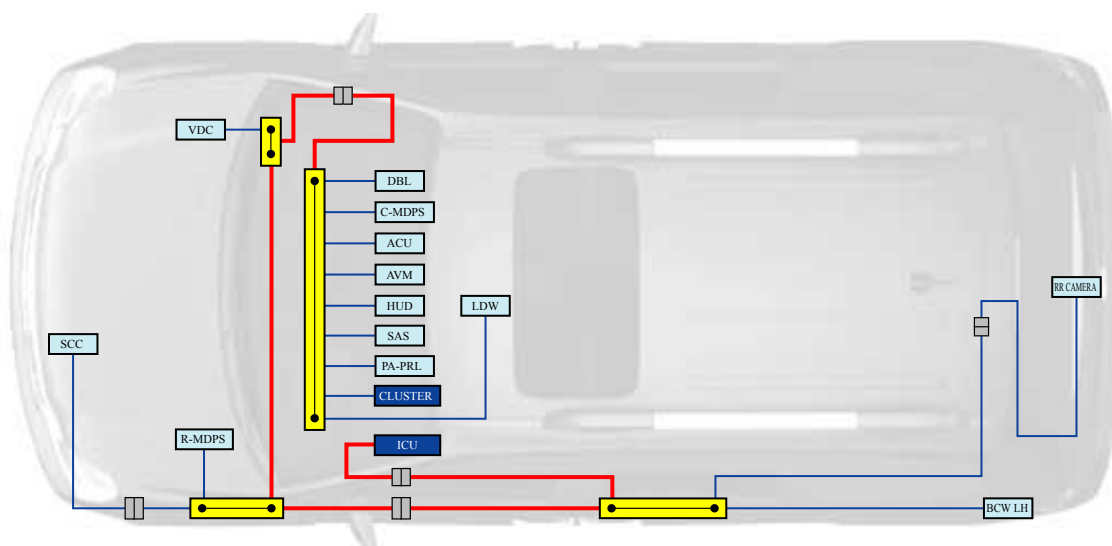 VDC
DBL
C-MDPS
ACU
AVM
HUD
LDW
SAS
PA-PRL
CLUSTER
ICU
RR CAMERA
SCC
R-MDPS
BCW LH